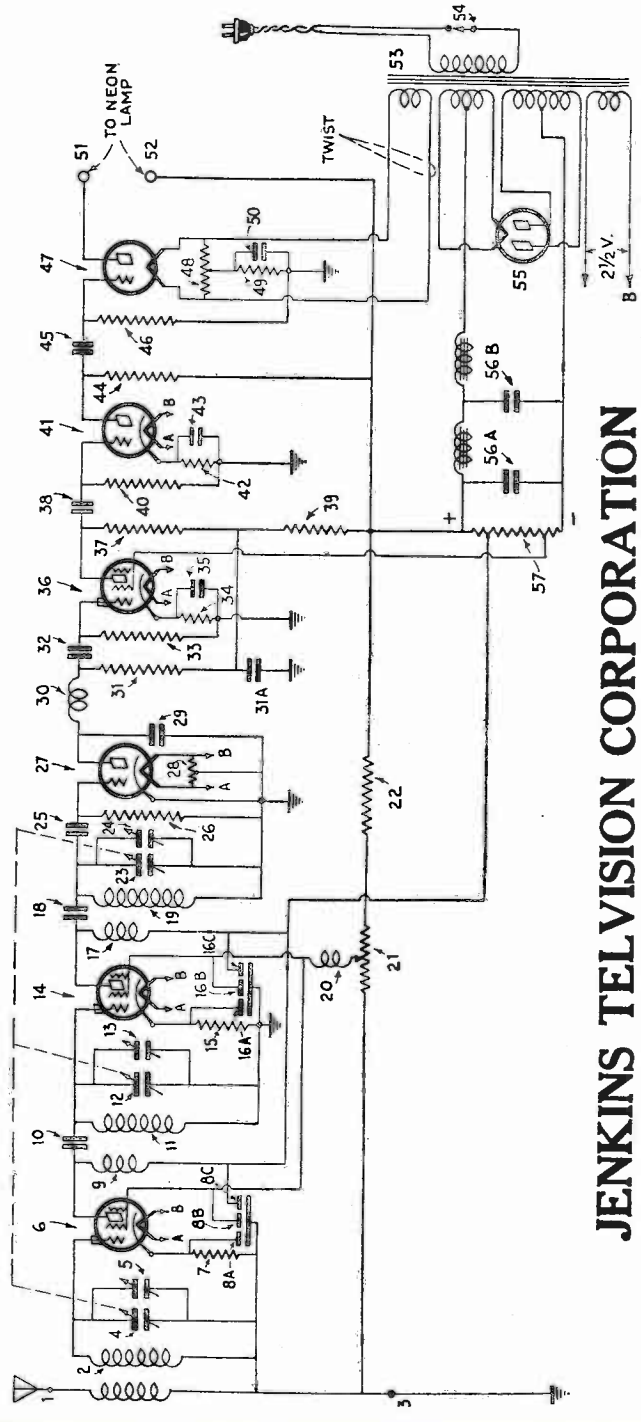 1
2
3
4
5
6
7
8A
8B
8C
A
B
9
10
11
12
13
14
15
16A
16B
16C
A
B
17
18
19
20
21
22
23
24
25
26
27
28
A
B
29
30
31
31A
32
33
34
35
A
B
36
37
38
39
40
41
42
43
A
B
44
45
46
47
48
49
50
51
TO NEON
LAMP
52
53
54
TWIST
55
56A
56B
+
-
57
2½ V.
B
JENKINS TELVISION CORPORATION